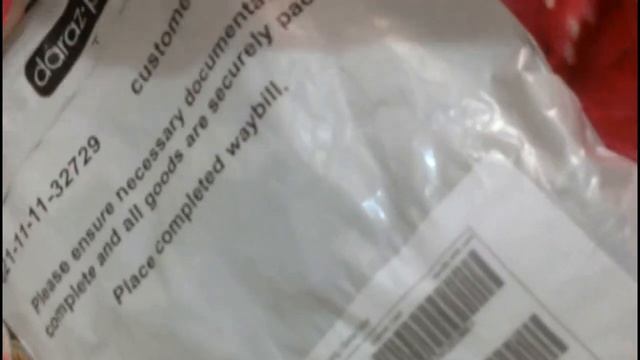 daraz.p
custome
21-11-11-32729
Please ensure necessary documenta
complete and all goods are securely pac
Place completed waybill.